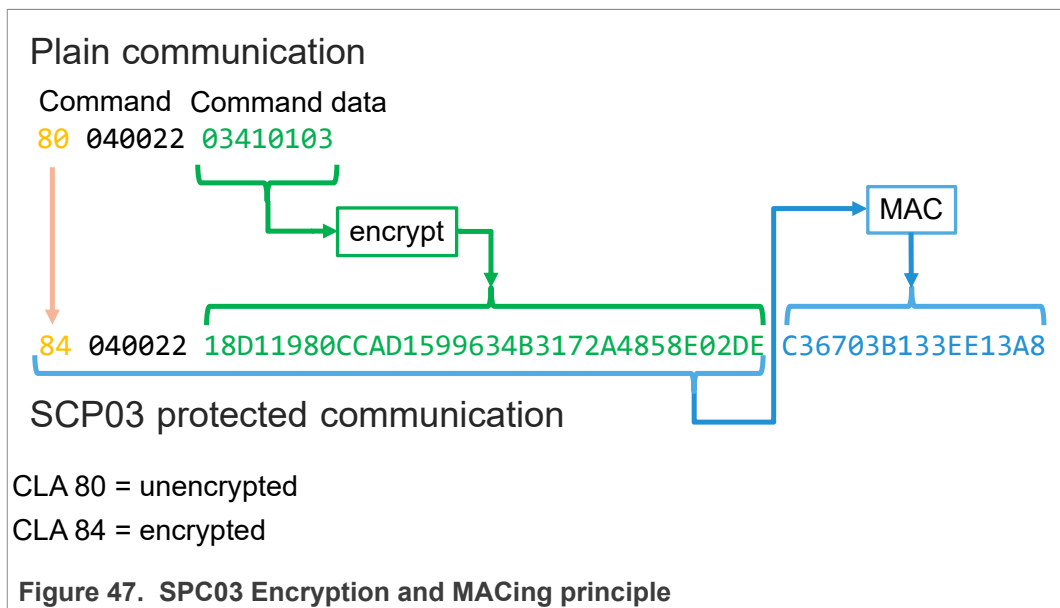 Plain communication
Command Command data
80 040022 03410103
MAC
encrypt
84 040022 18D11980CCAD1599634B3172A4858E02DE C36703B133EE13A8
SCP03 protected communication
CLA 80 = unencrypted
CLA 84 = encrypted
Figure 47. SPC03 Encryption and MACing principle